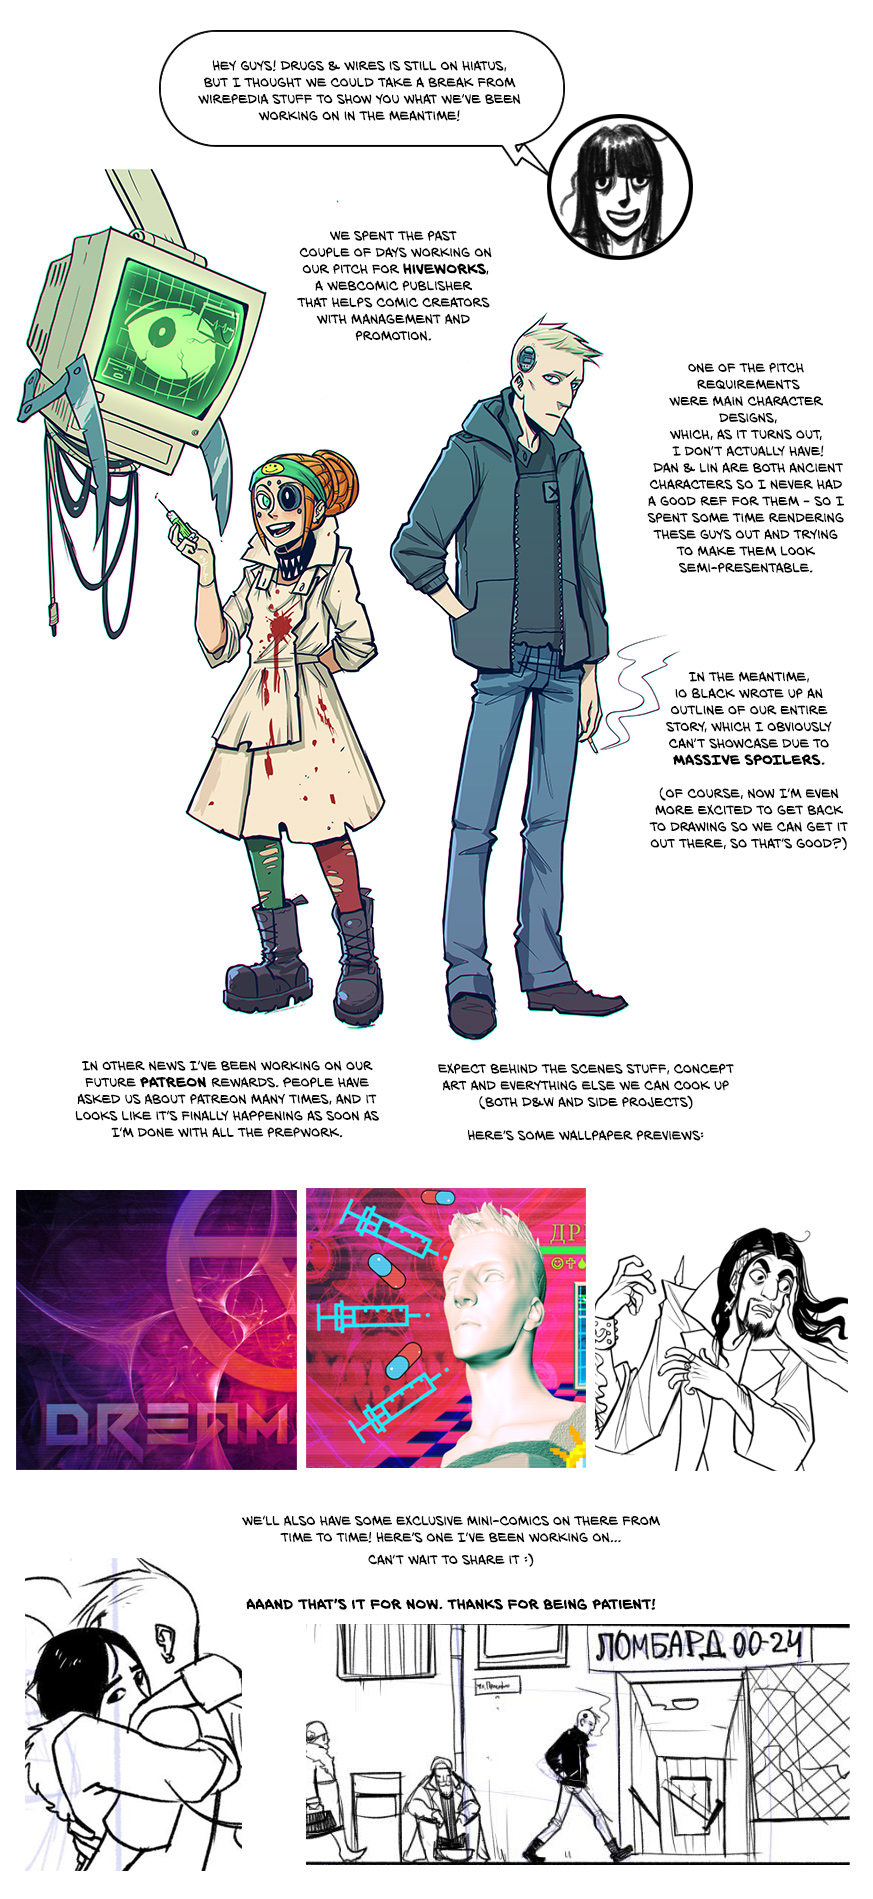 HEY GUYS! DRUGS & WIRES IS STILL ON HIATUS,
BUT I THOUGHT WE COULD TAKE A BREAK FROM
WIREPEDIA STUFF TO SHOW YOU WHAT WE'VE BEEN
WORKING ON IN THE MEANTIME!
WE SPENT THE PAST
COUPLE OF DAYS WORKING ON
OUR PITCH FOR HIVEWORKS,
A WEBCOMIC PUBLISHER
THAT HELPS COMIC CREATORS
WITH MANAGEMENT AND
PROMOTION.
ONE OF THE PITCH
REQUIREMENTS
WERE MAIN CHARACTER
DESIGNS,
WHICH, AS IT TURNS OUT,
I DON'T ACTUALLY HAVE!
DAN & LIN ARE BOTH ANCIENT
CHARACTERS SO I NEVER HAD
A GOOD REF FOR THEM - SO I
SPENT SOME TIME RENDERING
THESE GUYS OUT AND TRYING
TO MAKE THEM LOOK
SEMI-PRESENTABLE.
IN THE MEANTIME,
IO BLACK WROTE UP AN
OUTLINE OF OUR ENTIRE
STORY, WHICH I OBVIOUSLY
CAN'T SHOWCASE DUE TO
MASSIVE SPOILERS.
(OF COURSE, NOW I'M EVEN
MORE EXCITED TO GET BACK
TO DRAWING SO WE CAN GET IT
OUT THERE, SO THAT'S GOOD?)
IN OTHER NEWS I'VE BEEN WORKING ON OUR
FUTURE PATREON REWARDS. PEOPLE HAVE
ASKED US ABOUT PATREON MANY TIMES, AND IT
LOOKS LIKE IT'S FINALLY HAPPENING AS SOON AS
I'M DONE WITH ALL THE PREPWORK.
EXPECT BEHIND THE SCENES STUFF, CONCEPT
ART AND EVERYTHING ELSE WE CAN COOK UP
(BOTH D&W AND SIDE PROJECTS)
HERE'S SOME WALLPAPER PREVIEWS:
DREAM
ДР
WE'LL ALSO HAVE SOME EXCLUSIVE MINI-COMICS ON THERE FROM
TIME TO TIME! HERE'S ONE I'VE BEEN WORKING ON...
CAN'T WAIT TO SHARE IT :)
AAAND THAT'S IT FOR NOW. THANKS FOR BEING PATIENT!
ЛОМБАРД 00-24